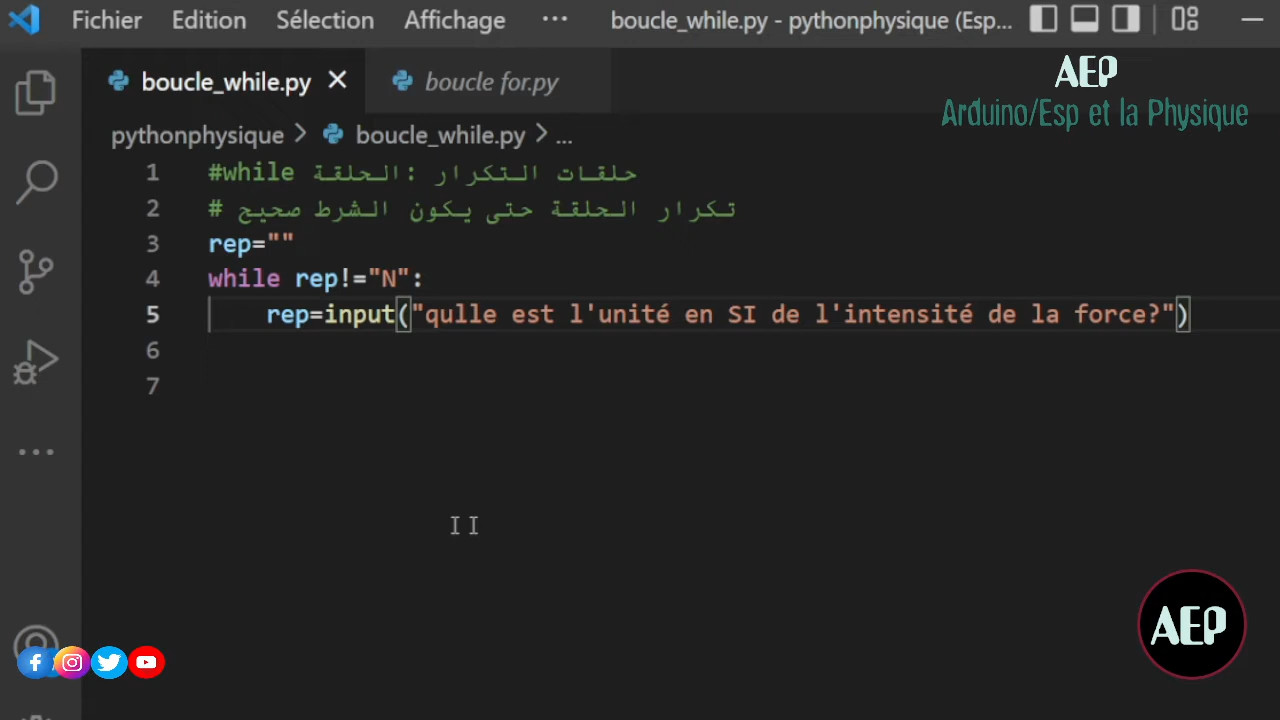 Fichier Edition Sélection Affichage ··· boucle_while.py - pythonphysique (Esp...
AEP
Arduino/Esp et la Physique
boucle_while.py boucle for.py
pythonphysique > boucle_while.py > ...
1 #while حلقات التكرار :الحلقة
2 # تكرار الحلقة حتى يكون الشرط صحيح
3 rep=""
4 while rep!="N":
5 rep=input("qulle est l'unité en SI de l'intensité de la force?")
6
7
AEP